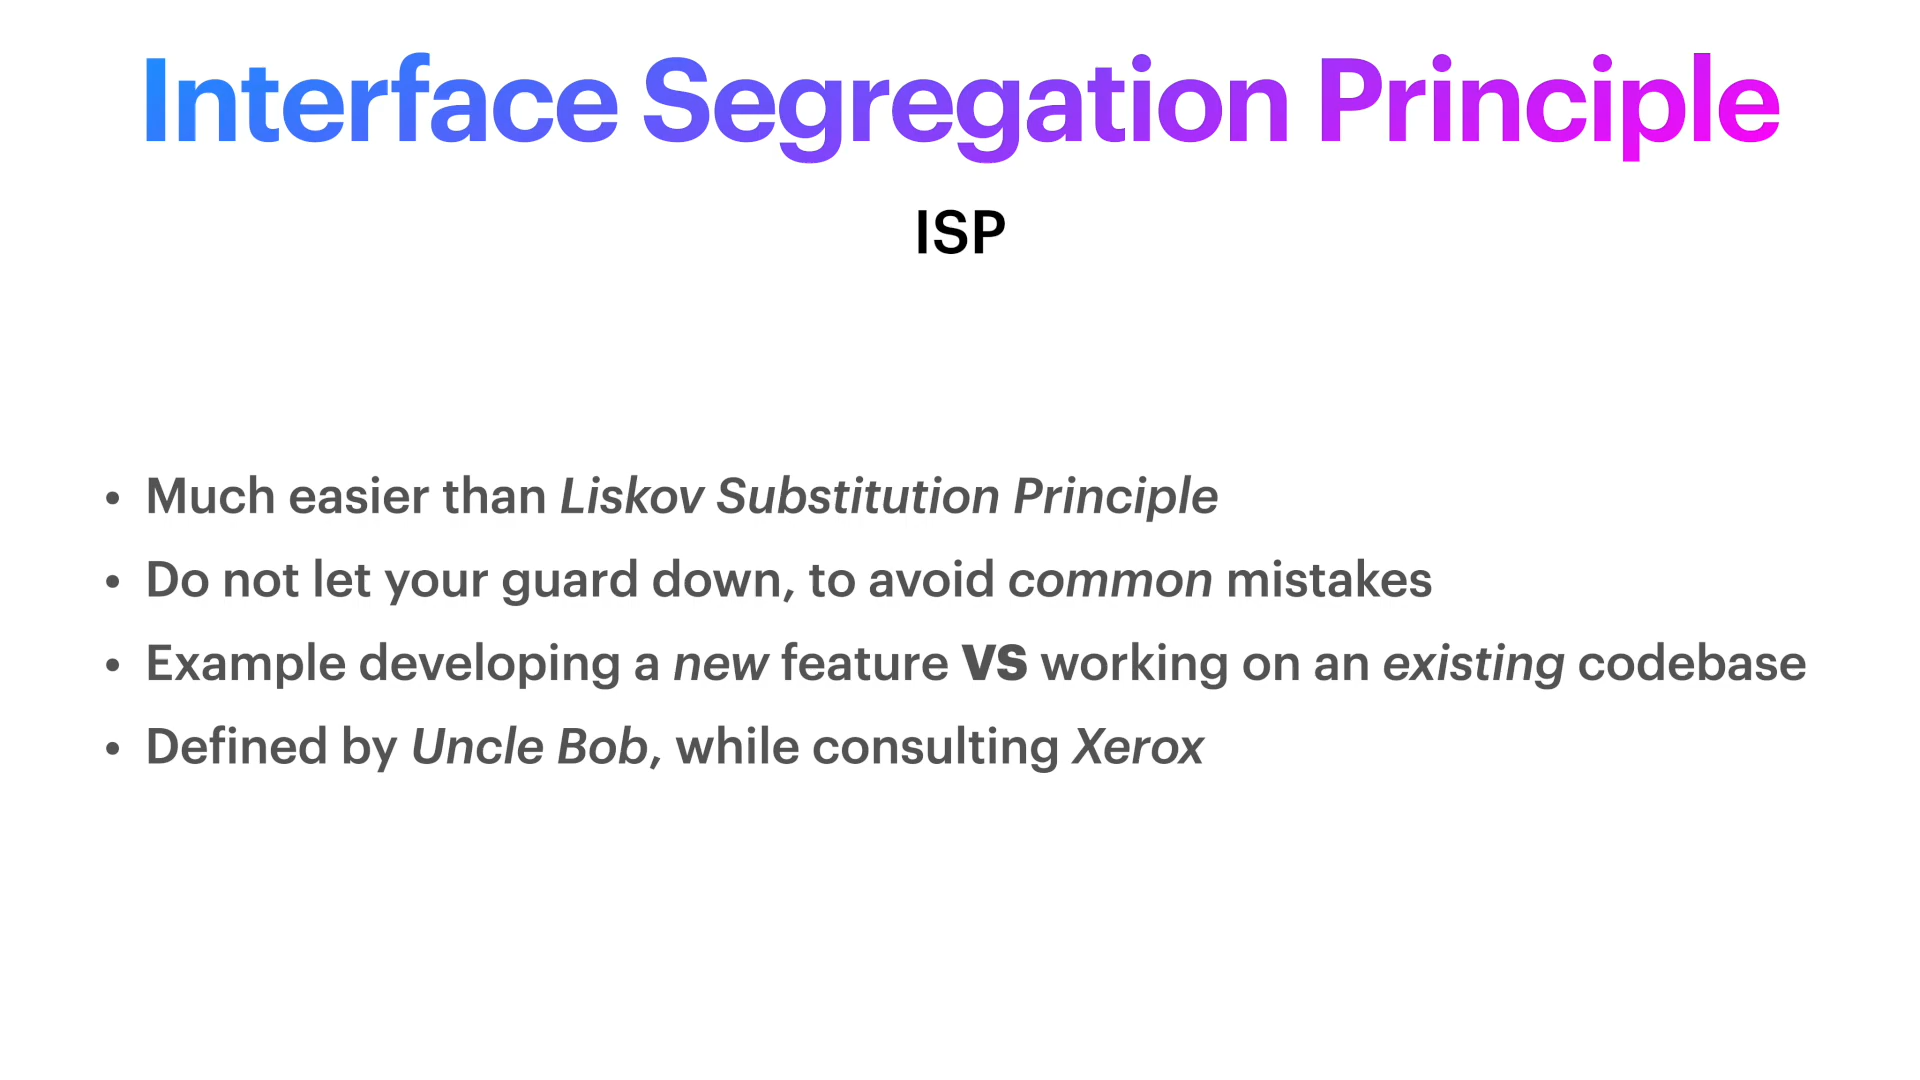 Interface Segregation Principle
ISP
• Much easier than Liskov Substitution Principle
• Do not let your guard down, to avoid common mistakes
• Example developing a new feature VS working on an existing codebase
• Defined by Uncle Bob, while consulting Xerox